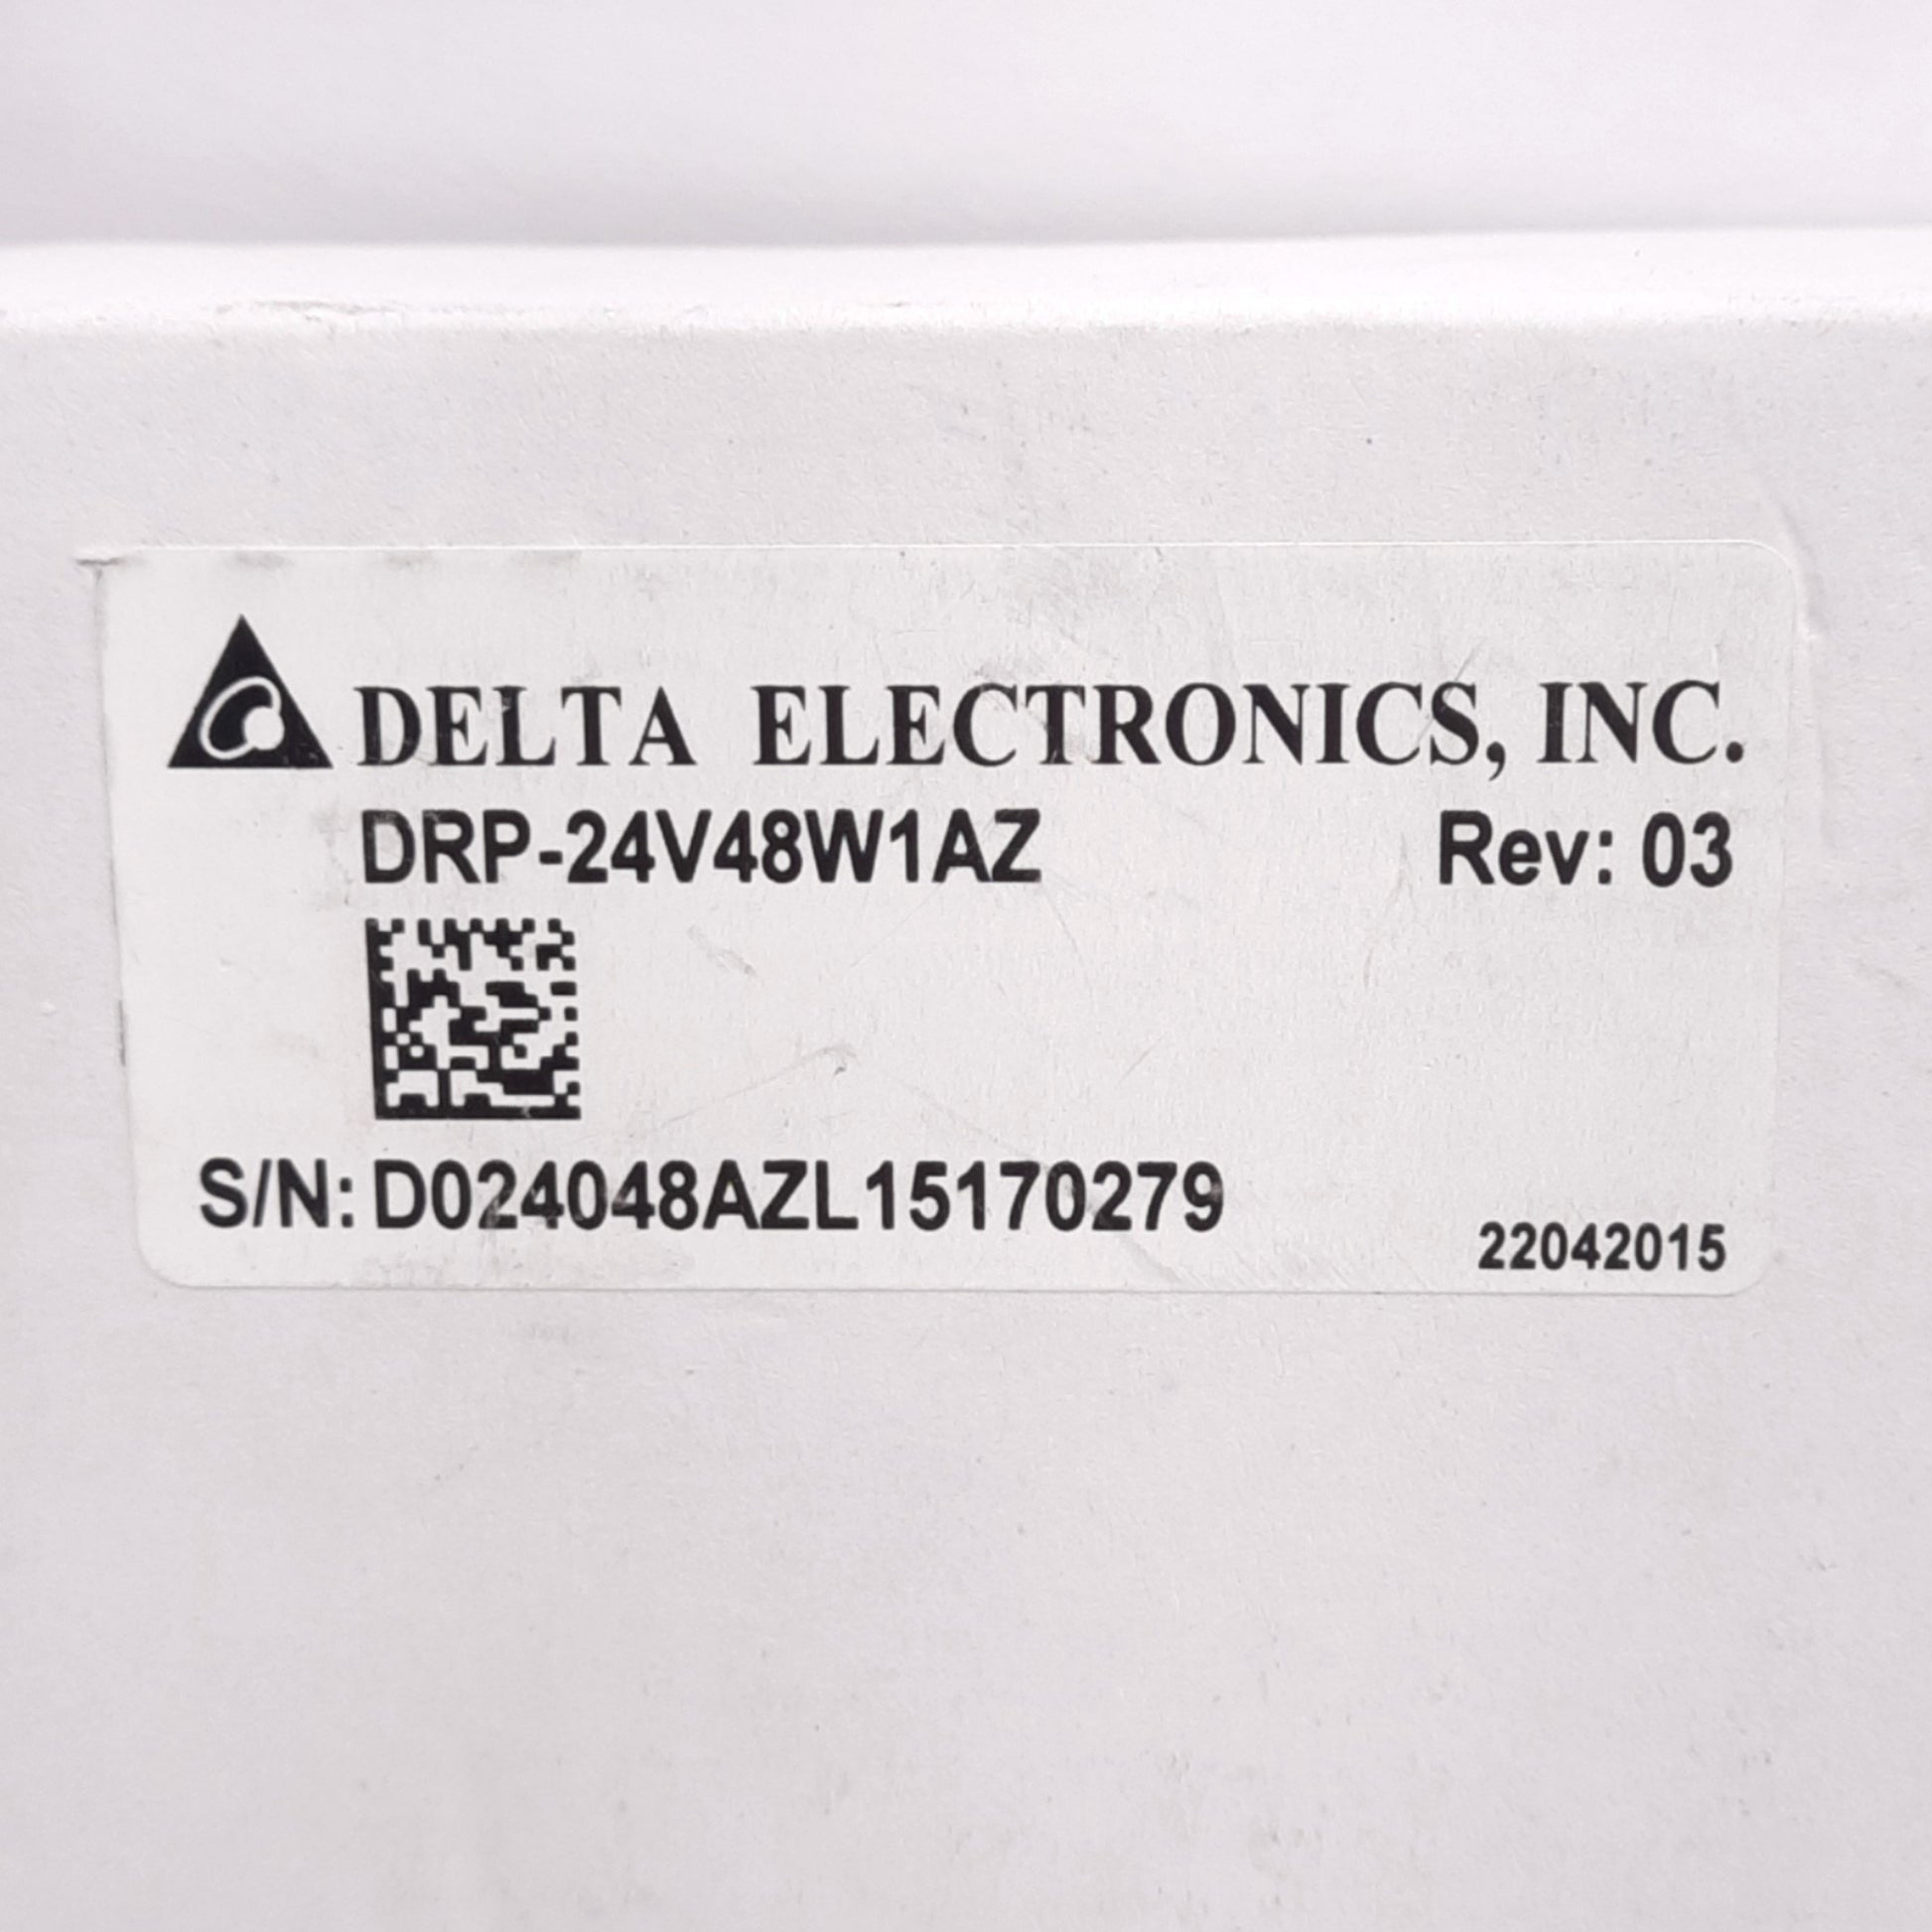 DELTA ELECTRONICS, INC.
DRP-24V48W1AZ Rev: 03
S/N: D024048AZL15170279
22042015